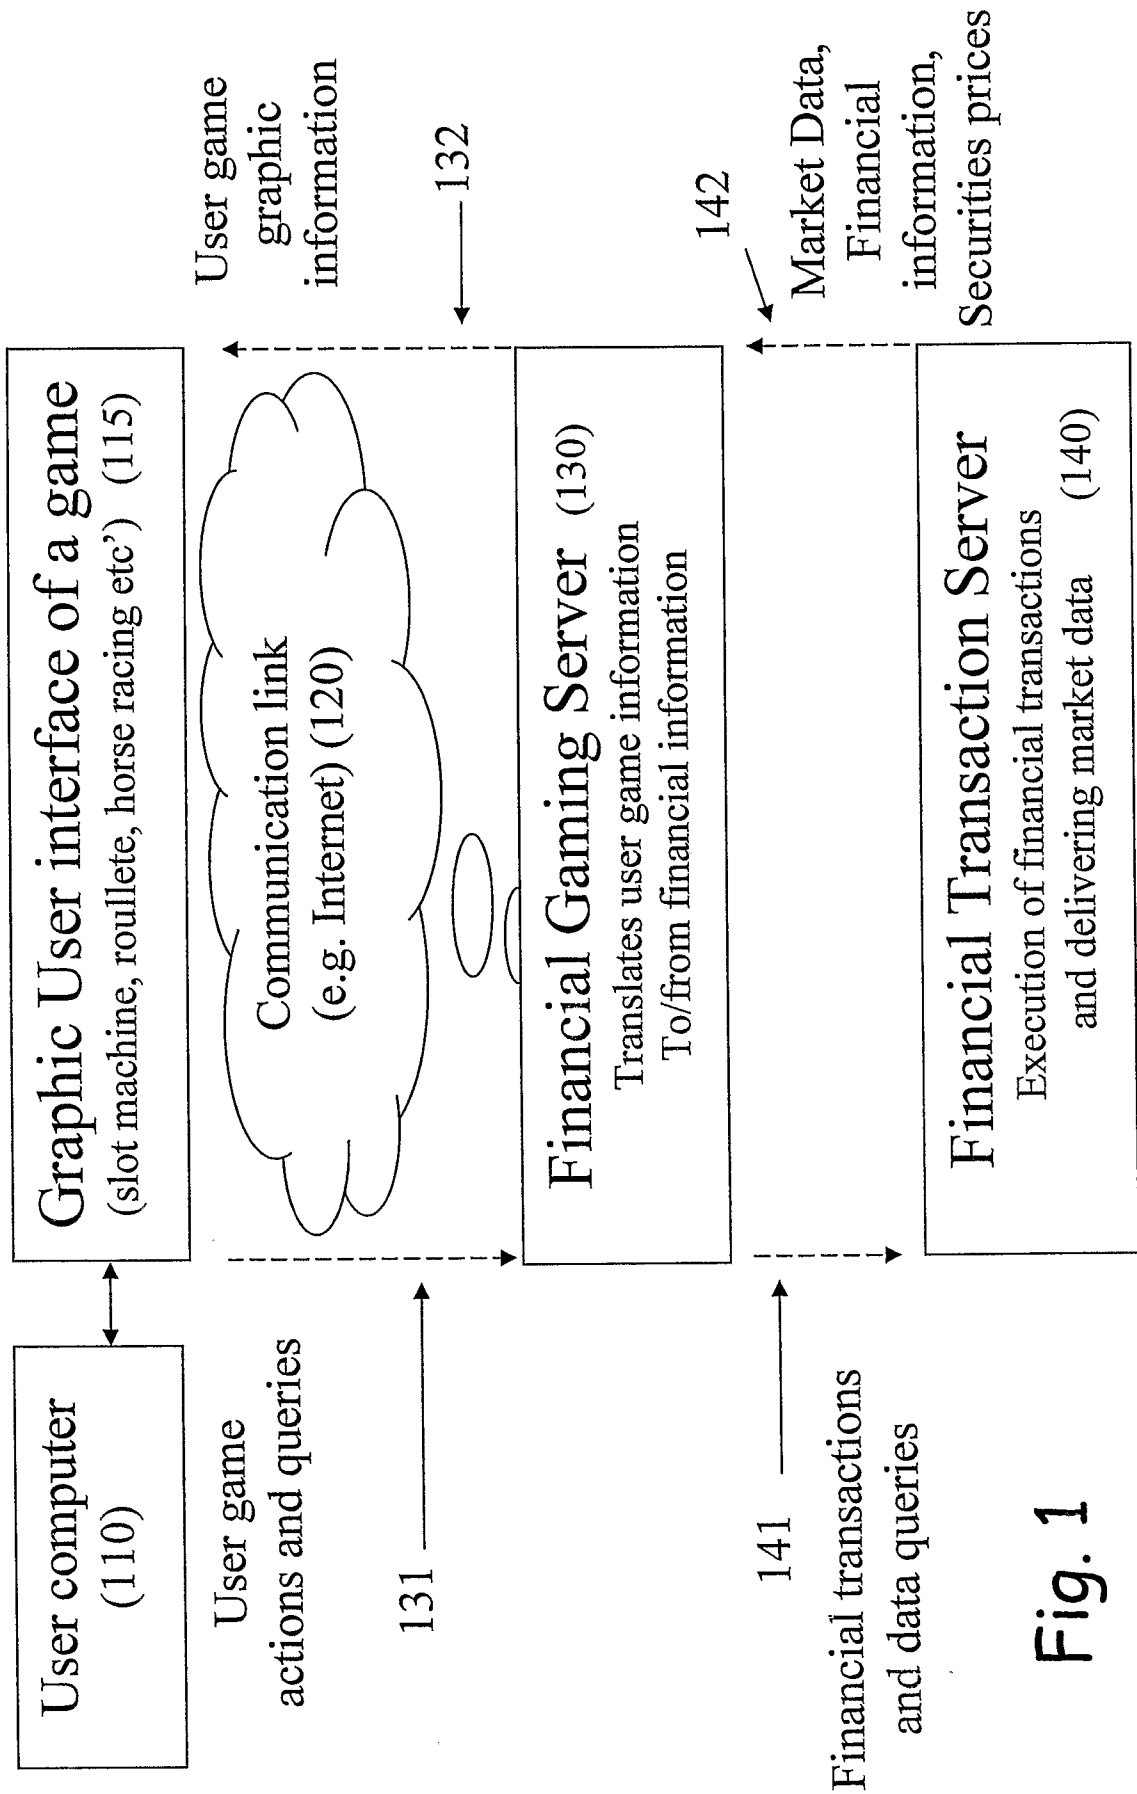 User computer
(110)
Graphic User interface of a game
(slot machine, roullete, horse racing etc’) (115)
User game
actions and queries
131
Communication link
(e.g. Internet) (120)
User game
graphic
information
132
Financial Gaming Server (130)
Translates user game information
To/from financial information
141
Financial transactions
and data queries
142
Market Data,
Financial
information,
Securities prices
Financial Transaction Server
Execution of financial transactions
and delivering market data (140)
Fig. 1